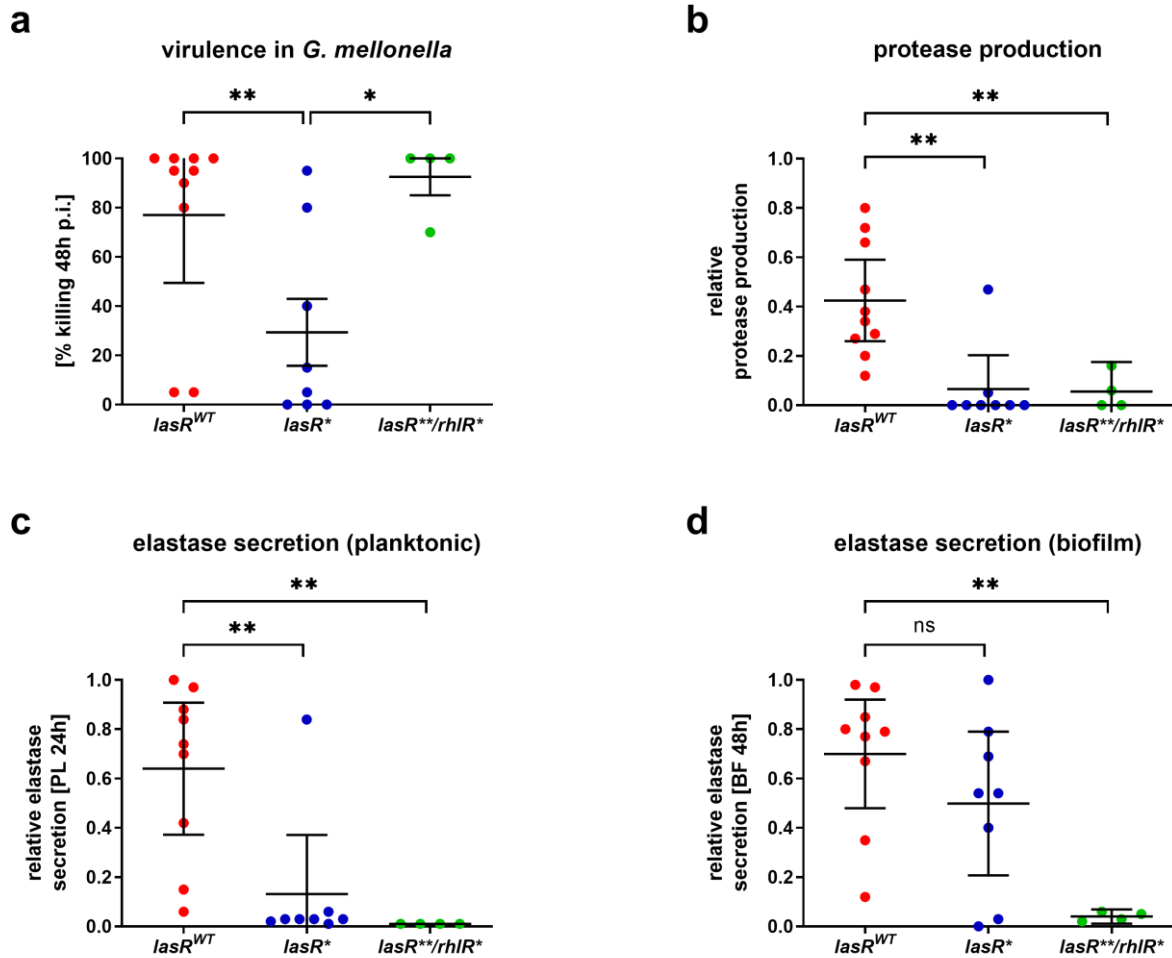 a
virulence in G. mellonella
** *
[% killing 48h p.i.]
100
80
60
40
20
0
lasR^WT lasR* lasR**/rhlR*
b
protease production
**
**
relative
protease production
1.0
0.8
0.6
0.4
0.2
0.0
lasR^WT lasR* lasR**/rhlR*
c
elastase secretion (planktonic)
**
**
relative elastase
secretion [PL 24h]
1.0
0.8
0.6
0.4
0.2
0.0
lasR^WT lasR* lasR**/rhlR*
d
elastase secretion (biofilm)
**
ns
relative elastase
secretion [BF 48h]
1.0
0.8
0.6
0.4
0.2
0.0
lasR^WT lasR* lasR**/rhlR*